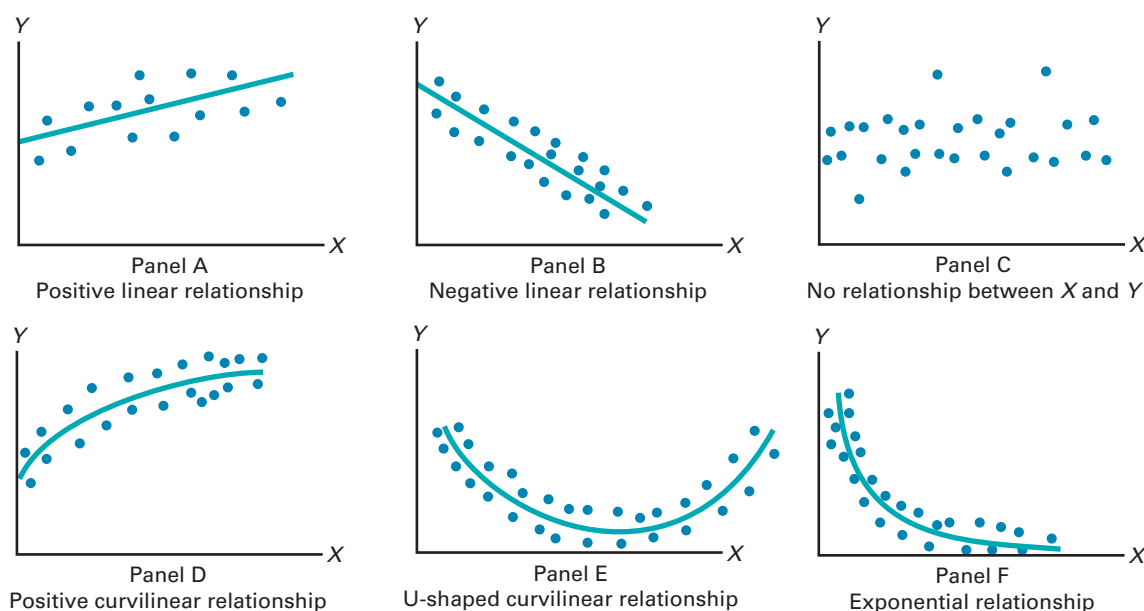 Y
Y
Y
X
X
X
Panel A
Positive linear relationship
Panel B
Negative linear relationship
Panel C
No relationship between X and Y
Y
Y
Y
X
X
X
Panel D
Positive curvilinear relationship
Panel E
U-shaped curvilinear relationship
Panel F
Exponential relationship